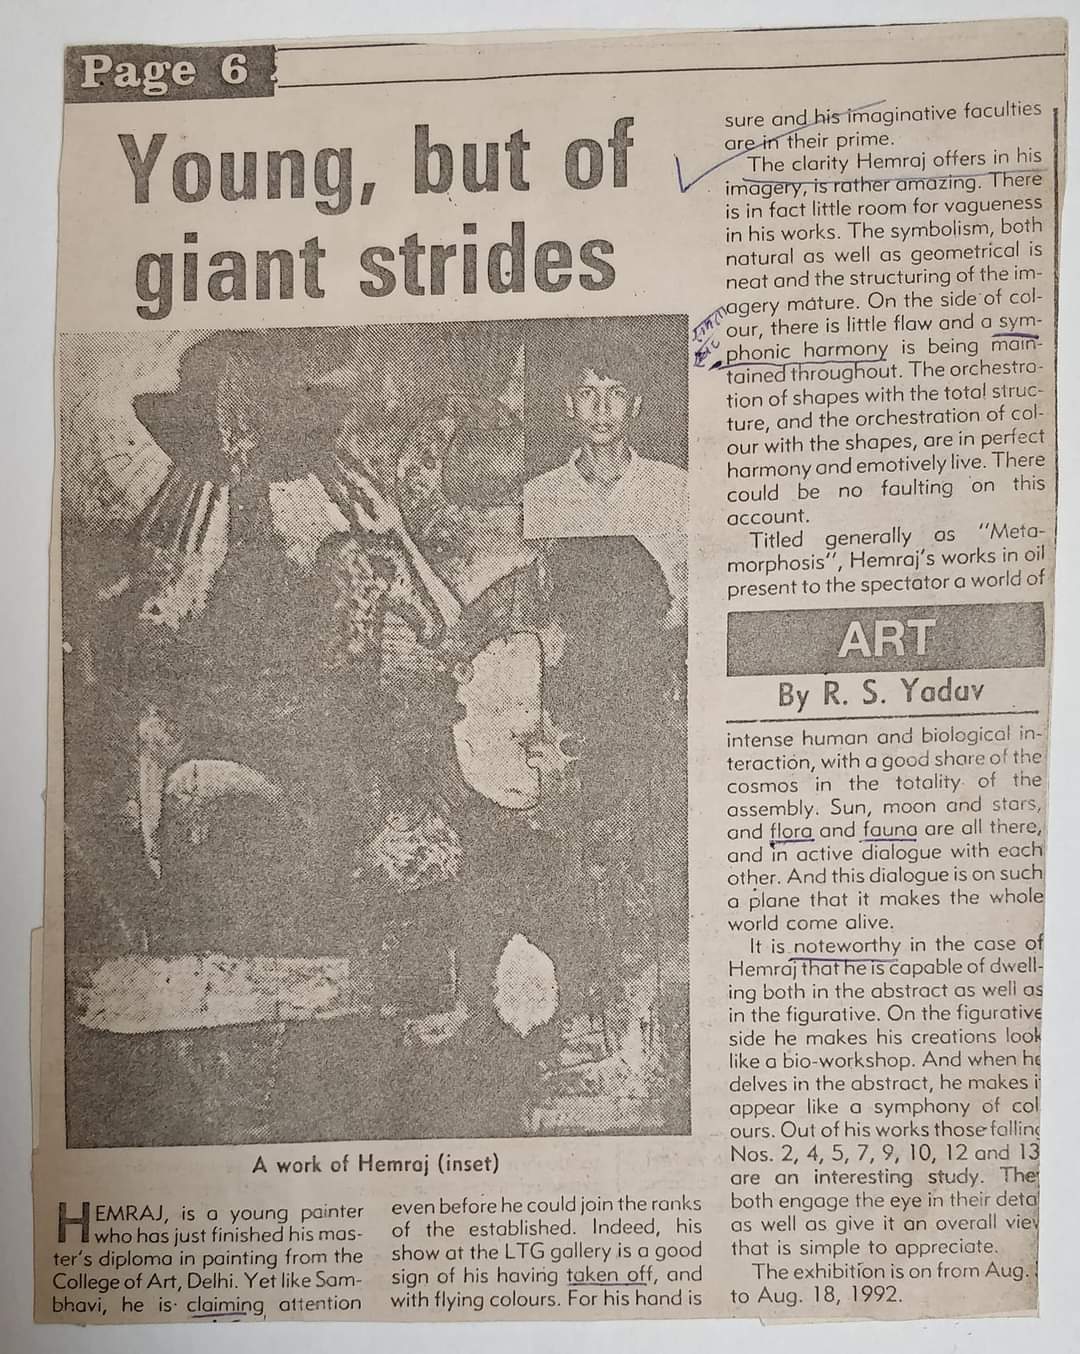 Page 6
Young, but of
giant strides
A work of Hemraj (inset)
HEMRAJ, is a young painter
who has just finished his mas-
ter's diploma in painting from the
College of Art, Delhi. Yet like Sam-
bhavi, he is claiming attention
even before he could join the ranks
of the established. Indeed, his
show at the LTG gallery is a good
sign of his having taken off, and
with flying colours. For his hand is
sure and his imaginative faculties
are in their prime.
The clarity Hemraj offers in his
imagery, is rather amazing. There
is in fact little room for vagueness
in his works. The symbolism, both
natural as well as geometrical is
neat and the structuring of the im-
agery mature. On the side of col-
our, there is little flaw and a sym-
phonic harmony is being main-
tained throughout. The orchestra-
tion of shapes with the total struc-
ture, and the orchestration of col-
our with the shapes, are in perfect
harmony and emotively live. There
could be no faulting on this
account.
Titled generally as "Meta-
morphosis", Hemraj's works in oil
present to the spectator a world of
ART
By R. S. Yadav
intense human and biological in-
teraction, with a good share of the
cosmos in the totality of the
assembly. Sun, moon and stars,
and flora and fauna are all there,
and in active dialogue with each
other. And this dialogue is on such
a plane that it makes the whole
world come alive.
It is noteworthy in the case of
Hemraj that he is capable of dwell-
ing both in the abstract as well as
in the figurative. On the figurative
side he makes his creations look
like a bio-workshop. And when he
delves in the abstract, he makes i
appear like a symphony of col
ours. Out of his works those falling
Nos. 2, 4, 5, 7, 9, 10, 12 and 13
are an interesting study. They
both engage the eye in their deta
as well as give it an overall view
that is simple to appreciate.
The exhibition is on from Aug.
to Aug. 18, 1992.